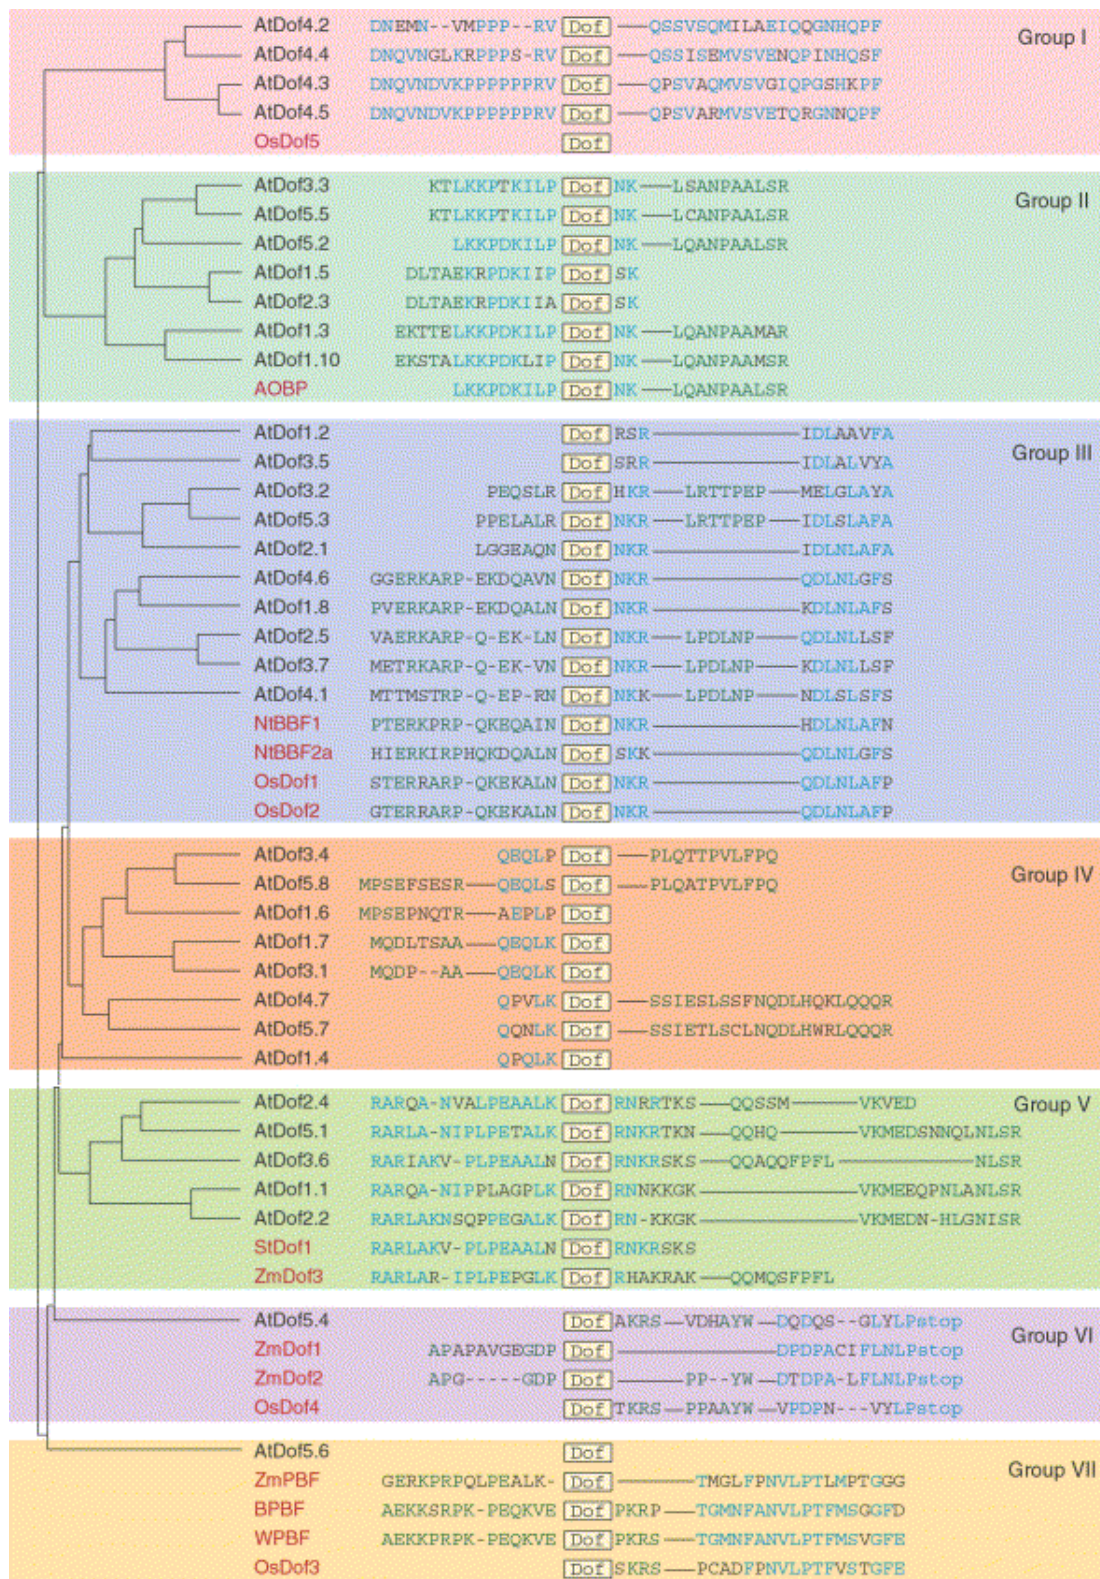 AtDof4.2 DNEMN--VMPPP--RV Dof —QSSVSQMILAEIQQGNHQPF Group I
AtDof4.4 DNQVNGLKRPPPS-RV Dof —QSSISEMVSVENQPINHQSF
AtDof4.3 DNQVNDVKPPPPPPRV Dof —QPSVAQMVSVGIQPGSHKPF
AtDof4.5 DNQVNDVKPPPPPPRV Dof —QPSVARMVSVETQRGNNQPF
OsDof5 Dof
AtDof3.3 KTLKKPTKILP Dof NK—LSANPAALSR Group II
AtDof5.5 KTLKKPTKILP Dof NK—LCANPAALSR
AtDof5.2 LKKPDKILP Dof NK—LQANPAALSR
AtDof1.5 DLTAEKRPDKIIP Dof SK
AtDof2.3 DLTAEKRPDKIIA Dof SK
AtDof1.3 EKTTELKKPDKILP Dof NK—LQANPAAMAR
AtDof1.10 EKSTALKKPDKLIP Dof NK—LQANPAAMSR
AOBP LKKPDKILP Dof NK—LQANPAALSR
AtDof1.2 Dof RSR—IDLAAVFA Group III
AtDof3.5 Dof SRR—IDLALVYA
AtDof3.2 PEQSLR Dof HKR—LRTTPEP—MELGLAYA
AtDof5.3 PPELALR Dof NKR—LRTTPEP—IDLSLAFA
AtDof2.1 LGGEAQN Dof NKR—IDLNLAFA
AtDof4.6 GGERKARP-EKDQAVN Dof NKR—QDLNLGFS
AtDof1.8 PVERKARP-EKDQALN Dof NKR—KDLNLAFS
AtDof2.5 VAERKARP-Q-EK-LN Dof NKR—LPDLNP—QDLNLLSF
AtDof3.7 METRKARP-Q-EK-VN Dof NKR—LPDLNP—KDLNLLSF
AtDof4.1 MTTMSTRP-Q-EP-RN Dof NKK—LPDLNP—NDLSLSFS
NtBBF1 PTERKPRP-QKEQAIN Dof NKR—HDLNLAFN
NtBBF2a HIERKIRPHQKDQALN Dof SKK—QDLNLGFS
OsDof1 STERRARP-QKEKALN Dof NKR—QDLNLAFP
OsDof2 GTERRARP-QKEKALN Dof NKR—QDLNLAFP
AtDof3.4 QEQLP Dof —PLQTTPVLFPQ Group IV
AtDof5.8 MPSEFSESR—QEQLS Dof —PLQATPVLFPQ
AtDof1.6 MPSEPNQTR—AEPLP Dof
AtDof1.7 MQDLTSAA—QEQLK Dof
AtDof3.1 MQDP--AA—QEQLK Dof
AtDof4.7 QPVLK Dof —SSIESLSSFNQDLHQKLQQQR
AtDof5.7 QQNLK Dof —SSIETLSCLNQDLHWRLQQQR
AtDof1.4 QPQLK Dof
AtDof2.4 RARQA-NVALPEAALK Dof RNRRTKS—QQSSM—VKVED Group V
AtDof5.1 RARLA-NIPLPETALK Dof RNKRTKN—QQHQ—VKMEDSNNQLNLSR
AtDof3.6 RARIAKV-PLPEAALN Dof RNKRSKS—QQAQQFPFL—NLSR
AtDof1.1 RARQA-NIPPLAGPLK Dof RNNKKGK—VKMEEQPNLANLSR
AtDof2.2 RARLAKNSQPPEGALK Dof RN-KKGK—VKMEDN-HLGNISR
StDof1 RARLAKV-PLPEAALN Dof RNKRSKS
ZmDof3 RARLAR-IPLPEPGLK Dof RHAKRAK—QQMQSFPFL
AtDof5.4 Dof AKRS—VDHAYW—DQDQS--GLYLPstop Group VI
ZmDof1 APAPAVGEGDP Dof —DPDPACIFLNLPstop
ZmDof2 APG-----GDP Dof —PP--YW—DTDPA-LFLNLPstop
OsDof4 Dof TKRS—PPAAYW—VPDPN---VYLPstop
AtDof5.6 Dof Group VII
ZmPBF GERKPRPQLPEALK- Dof —TMGLFPNVLPTLMPTGGG
BPBF AEKKSRPK-PEQKVE Dof PKRP—TGMNFANVLPTFMSGGFD
WPBF AEKKPRPK-PEQKVE Dof PKRS—TGMNFANVLPTFMSVGFE
OsDof3 Dof SKRS—PCADFPNVLPTFVSTGFE